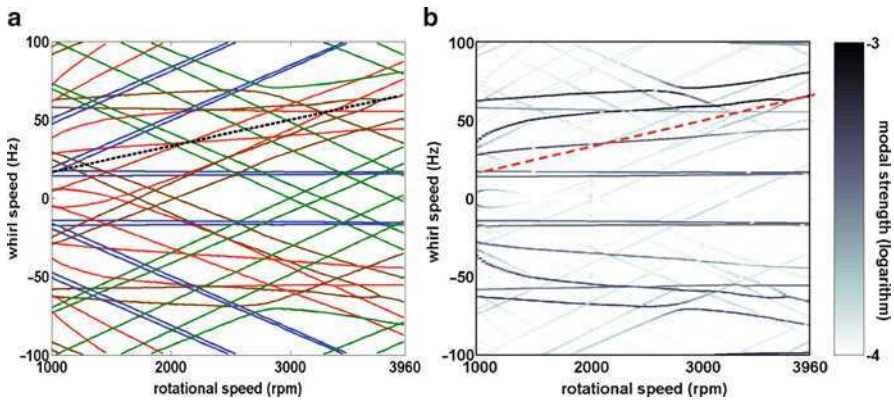 a
100
50
0
−50
−100
whirl speed (Hz)
1000
2000
3000
3960
rotational speed (rpm)
b
100
50
0
−50
−100
whirl speed (Hz)
1000
2000
3000
3960
rotational speed (rpm)
-3
-4
modal strength (logarithm)